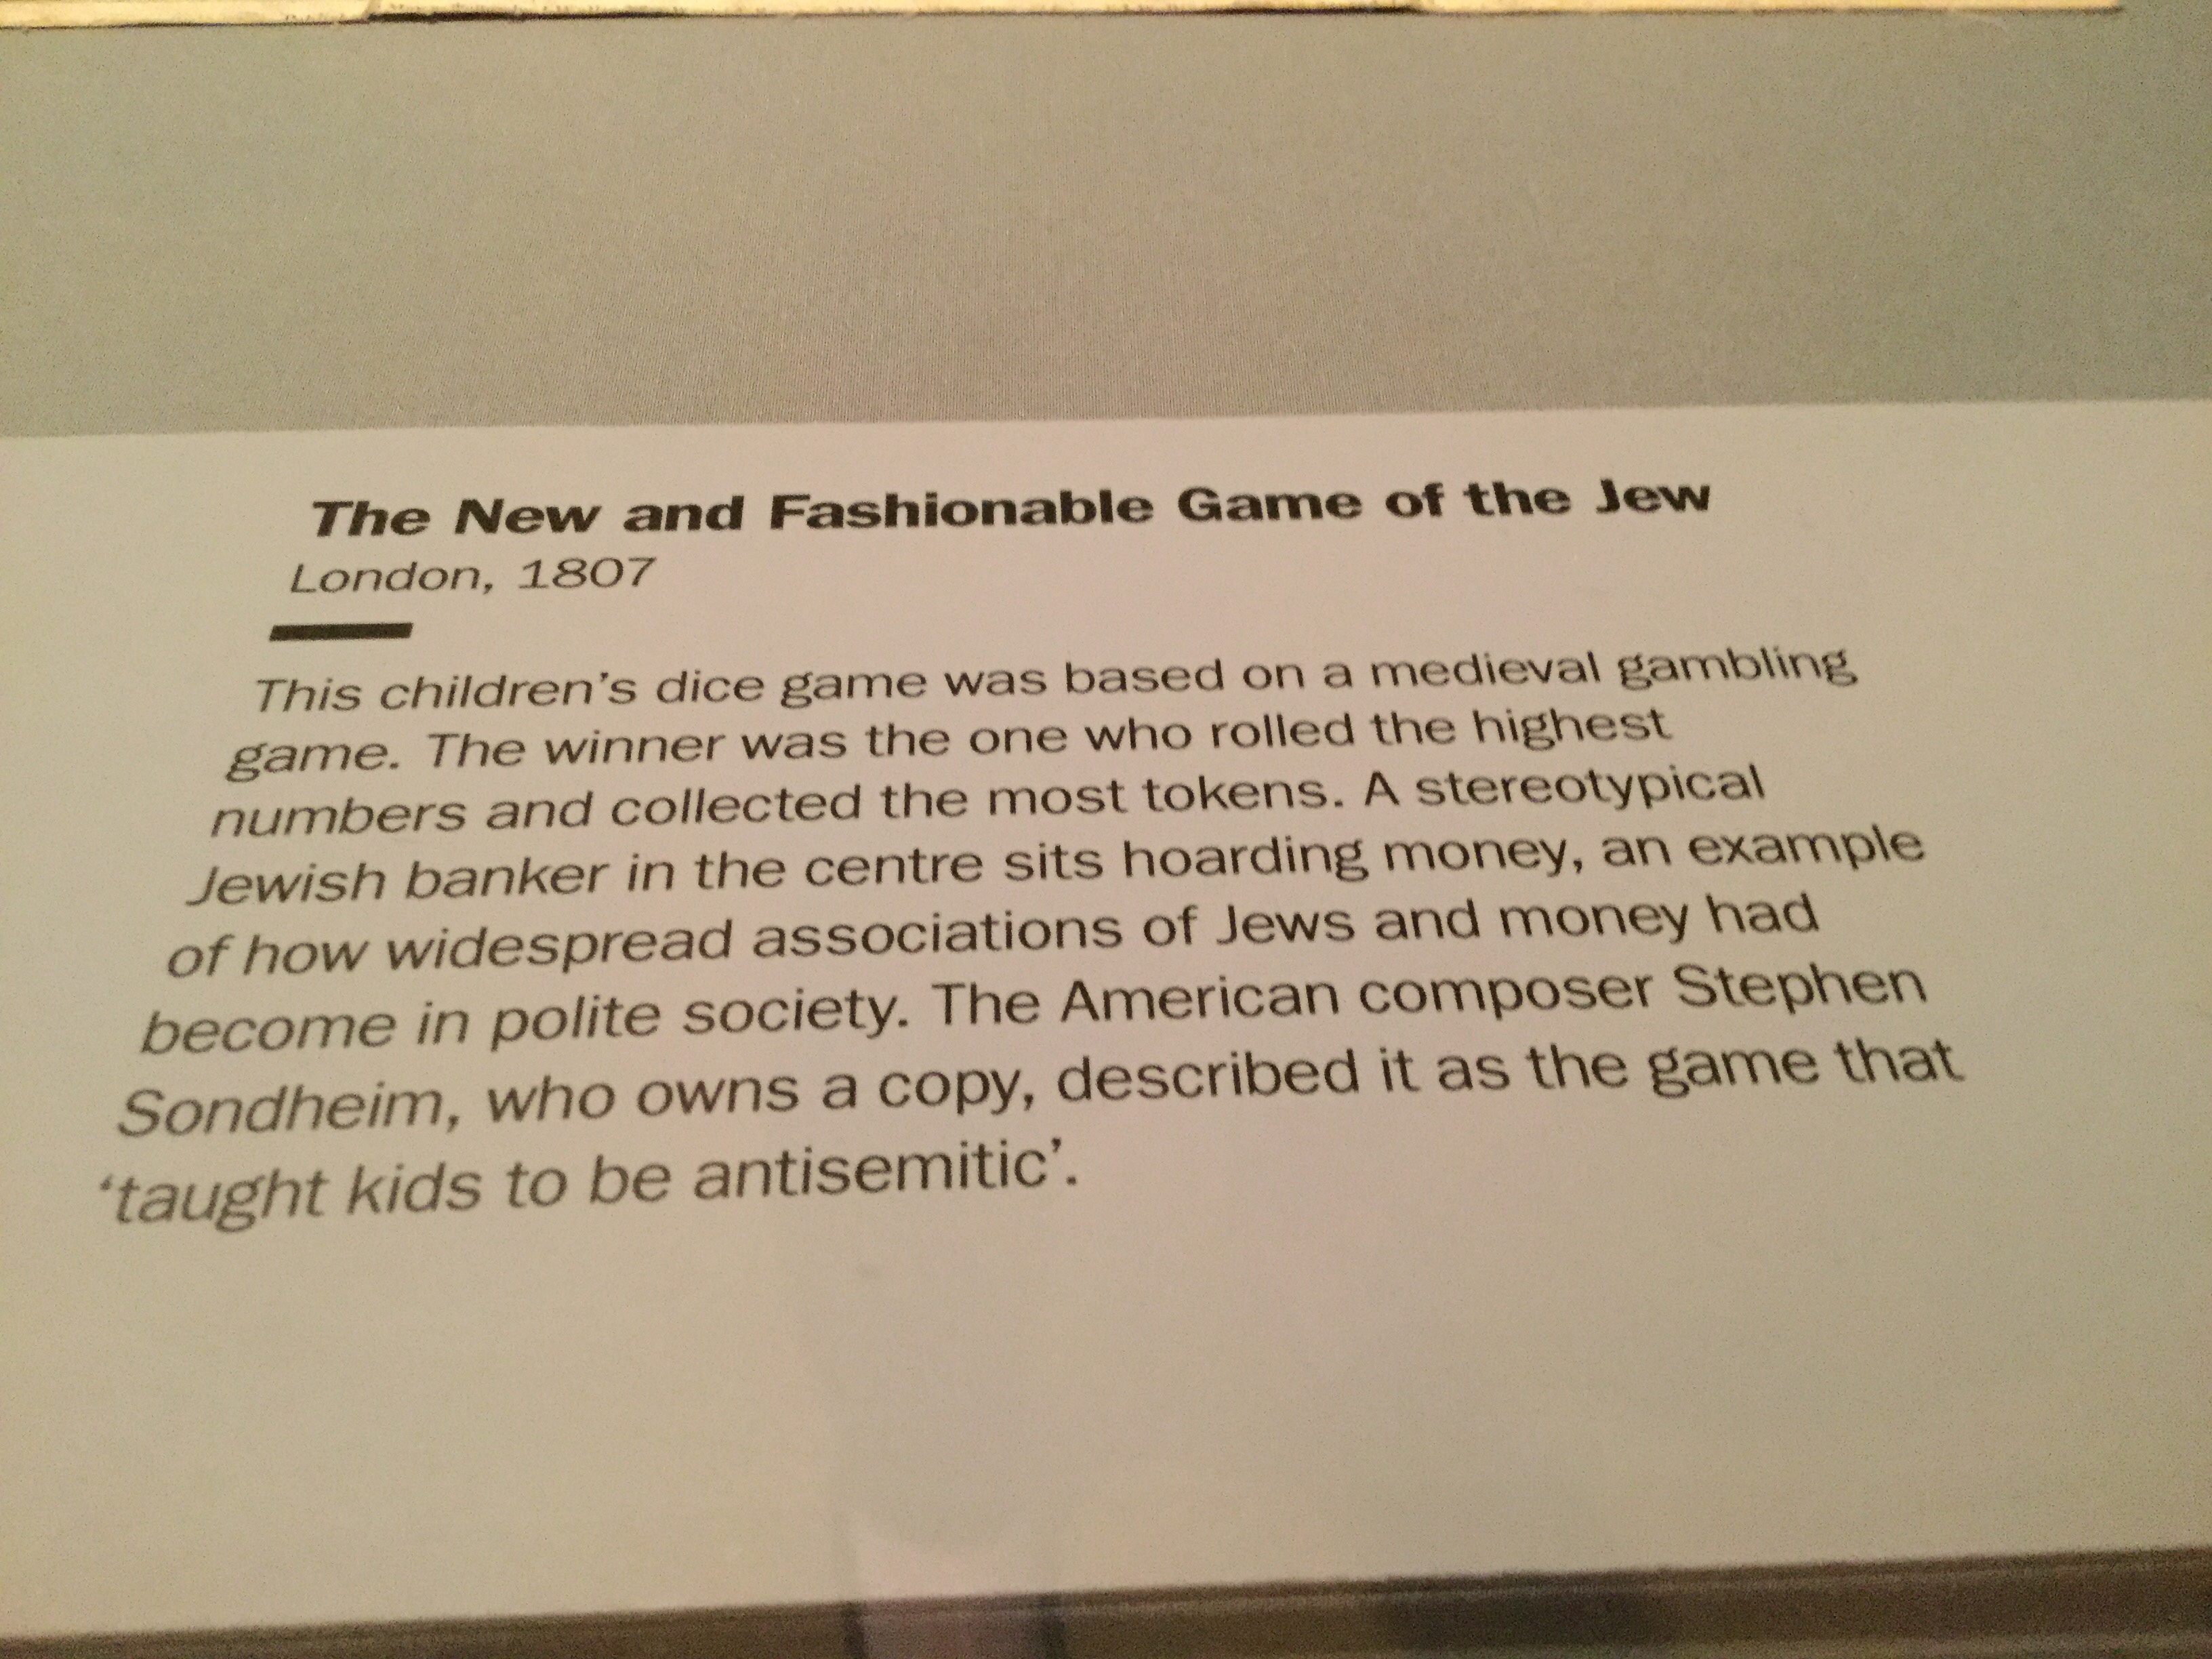 The New and Fashionable Game of the Jew
London, 1807
This children's dice game was based on a medieval gambling
game. The winner was the one who rolled the highest
numbers and collected the most tokens. A stereotypical
Jewish banker in the centre sits hoarding money, an example
of how widespread associations of Jews and money had
become in polite society. The American composer Stephen
Sondheim, who owns a copy, described it as the game that
‘taught kids to be antisemitic’.